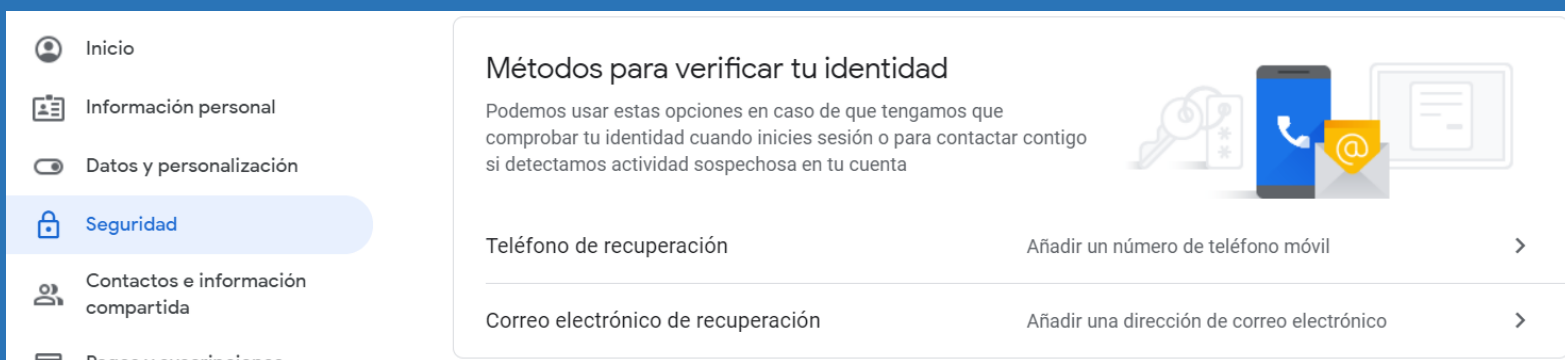 Inicio
Información personal
Datos y personalización
Seguridad
Contactos e información
compartida
Métodos para verificar tu identidad
Podemos usar estas opciones en caso de que tengamos que
comprobar tu identidad cuando inicies sesión o para contactar contigo
si detectamos actividad sospechosa en tu cuenta
Teléfono de recuperación
Añadir un número de teléfono móvil
Correo electrónico de recuperación
Añadir una dirección de correo electrónico